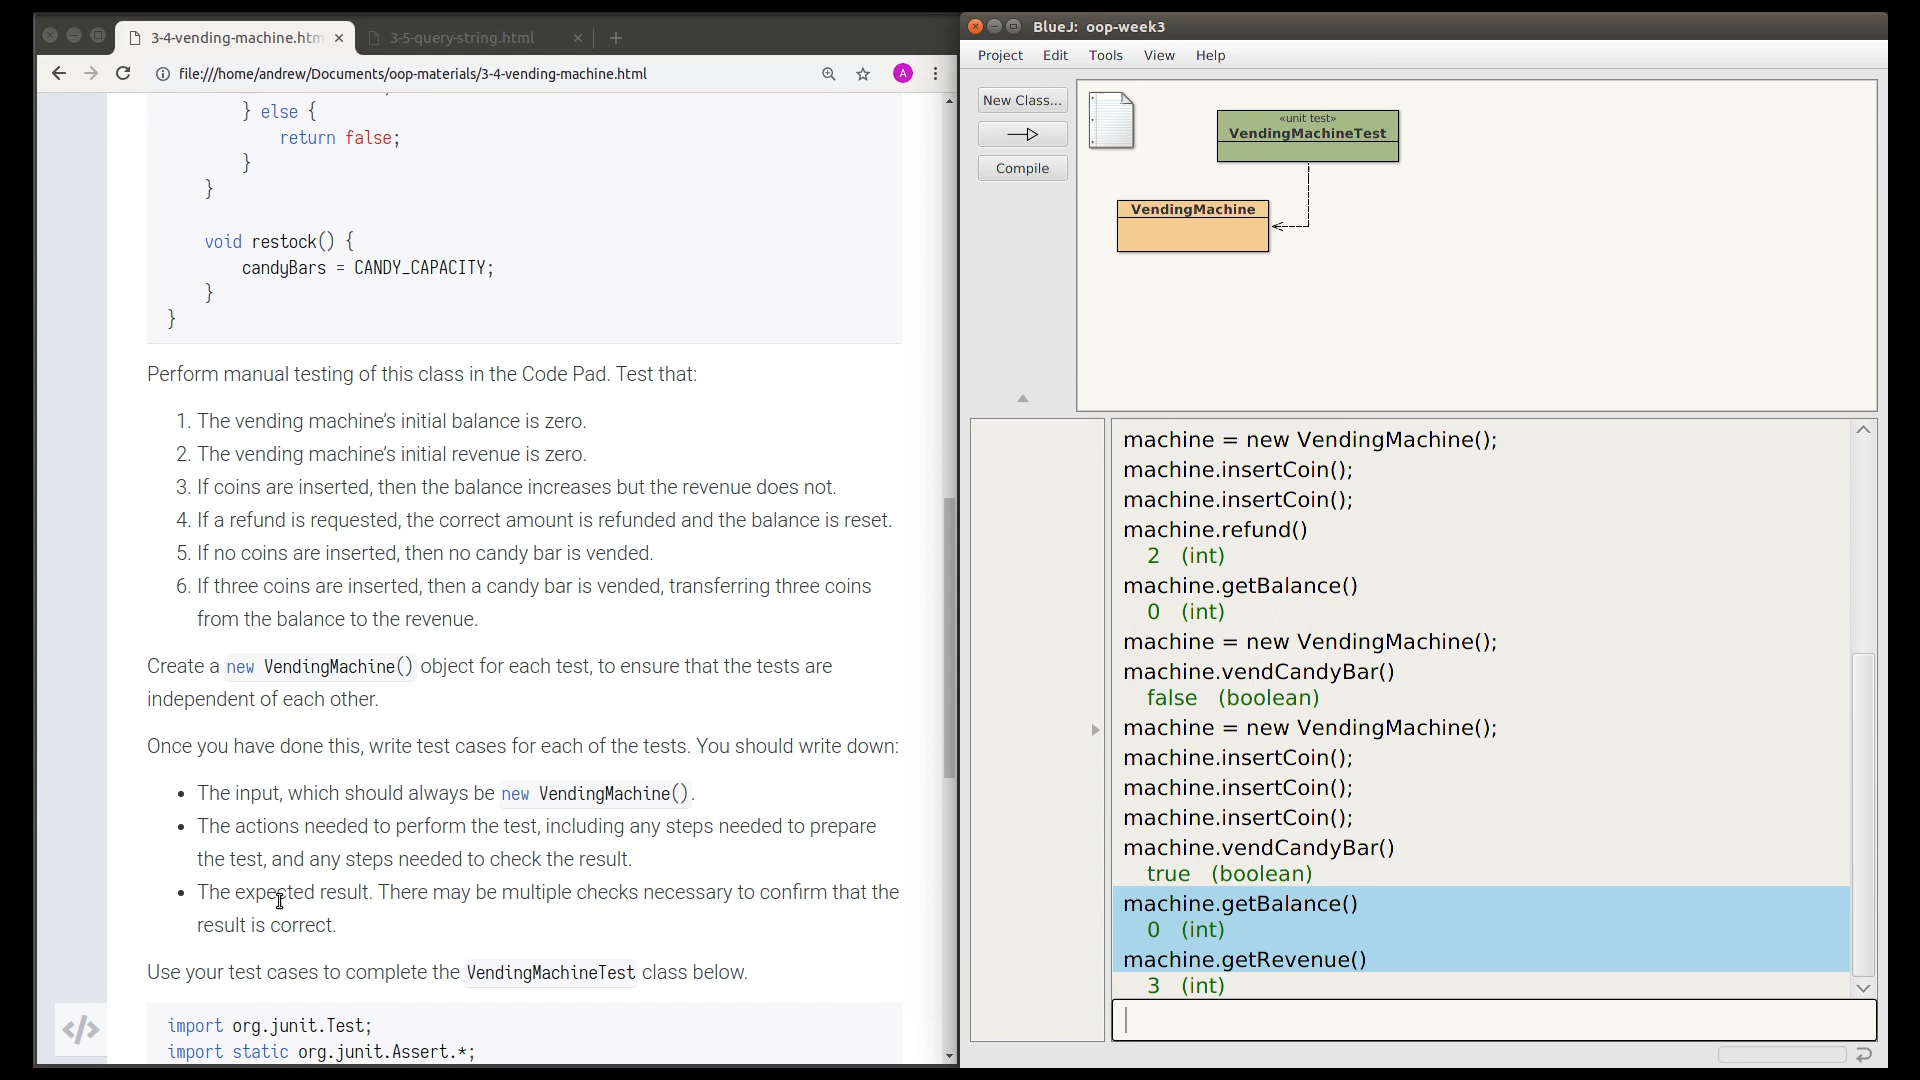 3-4-vending-machine.htm
3-5-query-string.html
file:///home/andrew/Documents/oop-materials/3-4-vending-machine.html
A
} else {
return false;
}
}
void restock() {
candyBars = CANDY_CAPACITY;
}
}
Perform manual testing of this class in the Code Pad. Test that:
1. The vending machine’s initial balance is zero.
2. The vending machine’s initial revenue is zero.
3. If coins are inserted, then the balance increases but the revenue does not.
4. If a refund is requested, the correct amount is refunded and the balance is reset.
5. If no coins are inserted, then no candy bar is vended.
6. If three coins are inserted, then a candy bar is vended, transferring three coins
from the balance to the revenue.
Create a new VendingMachine() object for each test, to ensure that the tests are
independent of each other.
Once you have done this, write test cases for each of the tests. You should write down:
• The input, which should always be new VendingMachine().
• The actions needed to perform the test, including any steps needed to prepare
the test, and any steps needed to check the result.
• The expected result. There may be multiple checks necessary to confirm that the
result is correct.
Use your test cases to complete the VendingMachineTest class below.
import org.junit.Test;
import static org.junit.Assert.*;
BlueJ: oop-week3
Project Edit Tools View Help
New Class...
Compile
«unit test»
VendingMachineTest
VendingMachine
machine = new VendingMachine();
machine.insertCoin();
machine.insertCoin();
machine.refund()
2 (int)
machine.getBalance()
0 (int)
machine = new VendingMachine();
machine.vendCandyBar()
false (boolean)
machine = new VendingMachine();
machine.insertCoin();
machine.insertCoin();
machine.insertCoin();
machine.vendCandyBar()
true (boolean)
machine.getBalance()
0 (int)
machine.getRevenue()
3 (int)